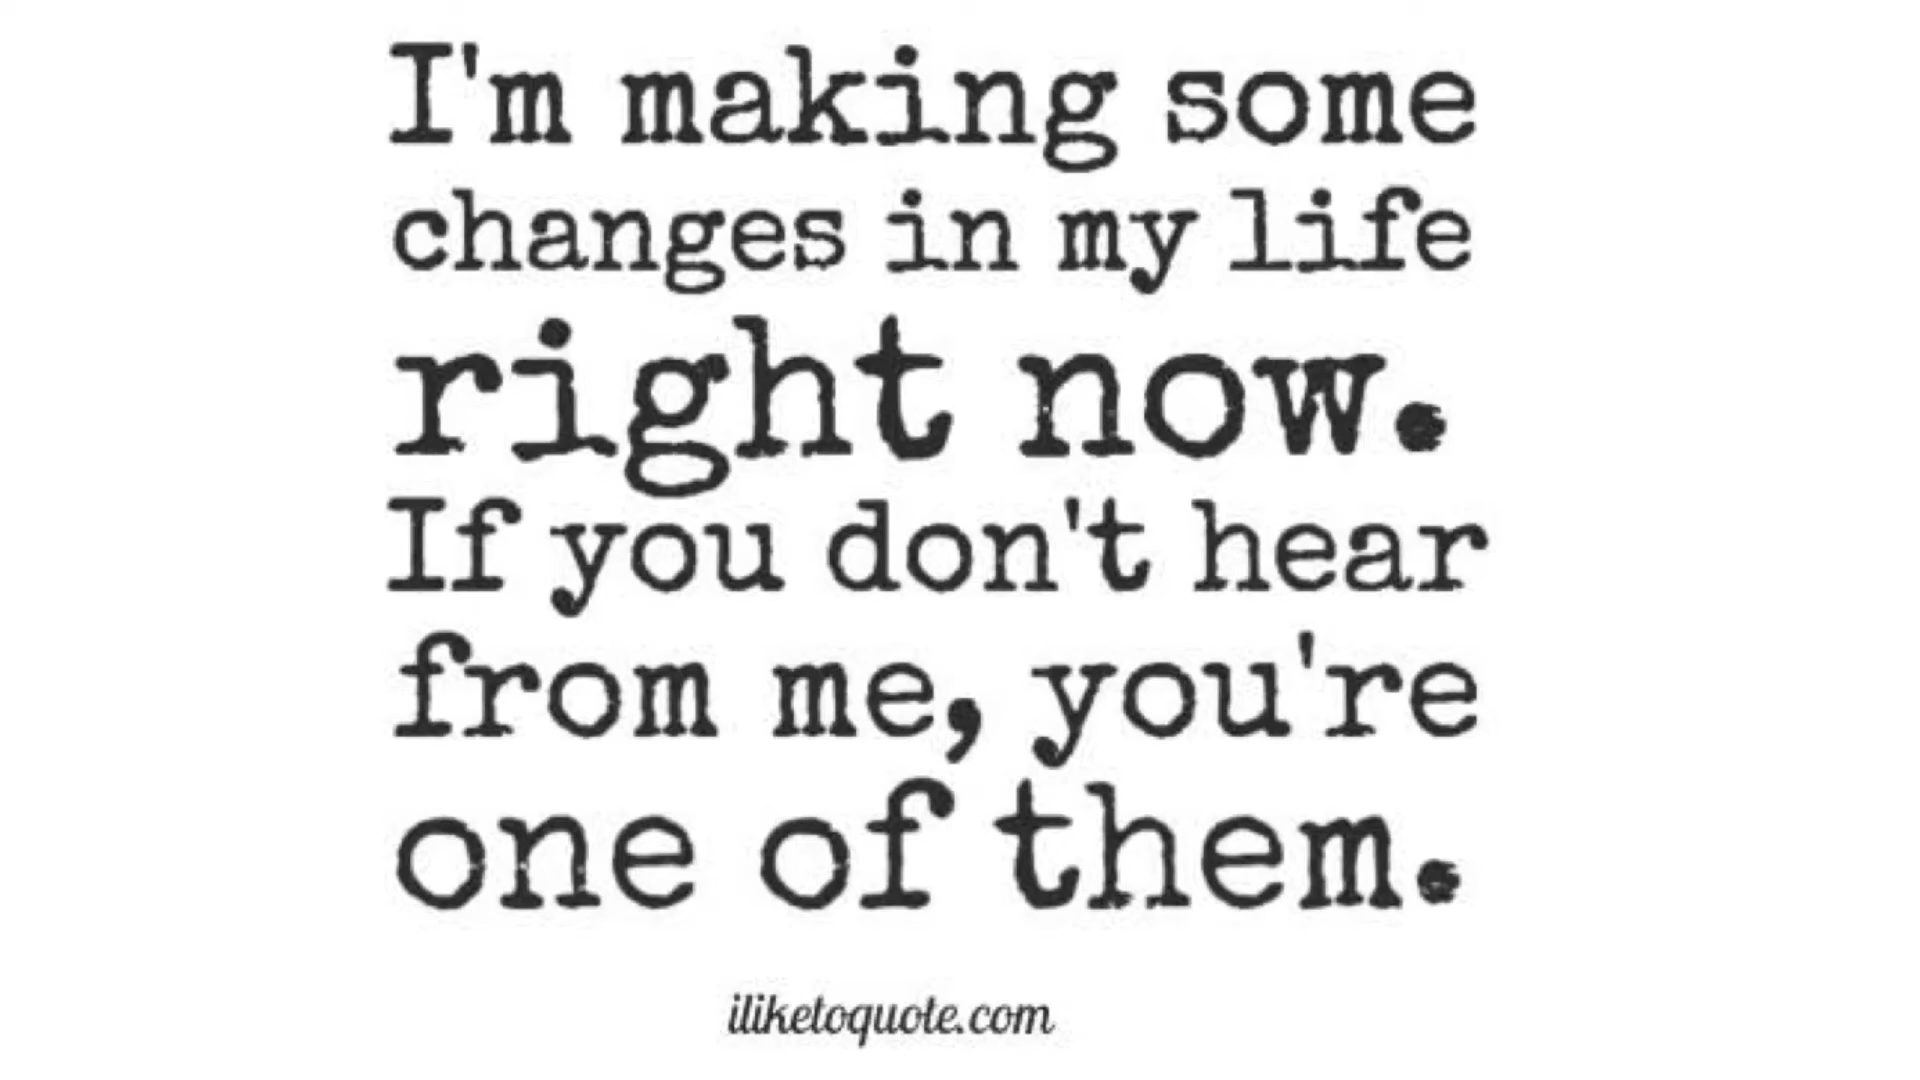 I'm making some
changes in my life
right now.
If you don't hear
from me, you're
one of them.
iliketoquote.com